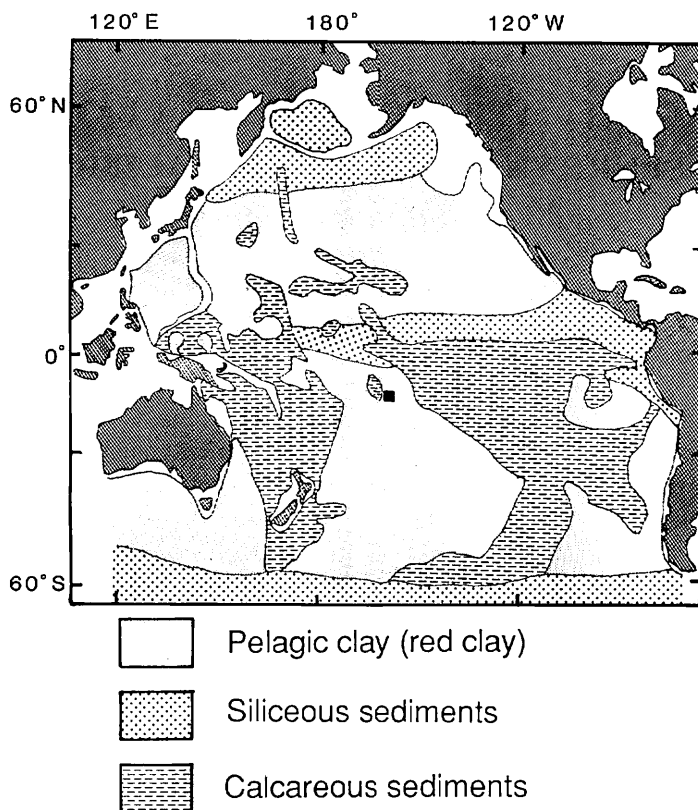 120°E 180° 120°W
60°N
0°
60°S
Pelagic clay (red clay)
Siliceous sediments
Calcareous sediments